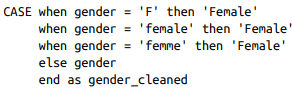 CASE when gender = 'F' then 'Female'
     when gender = 'female' then 'Female'
     when gender = 'femme' then 'Female'
     else gender
     end as gender_cleaned